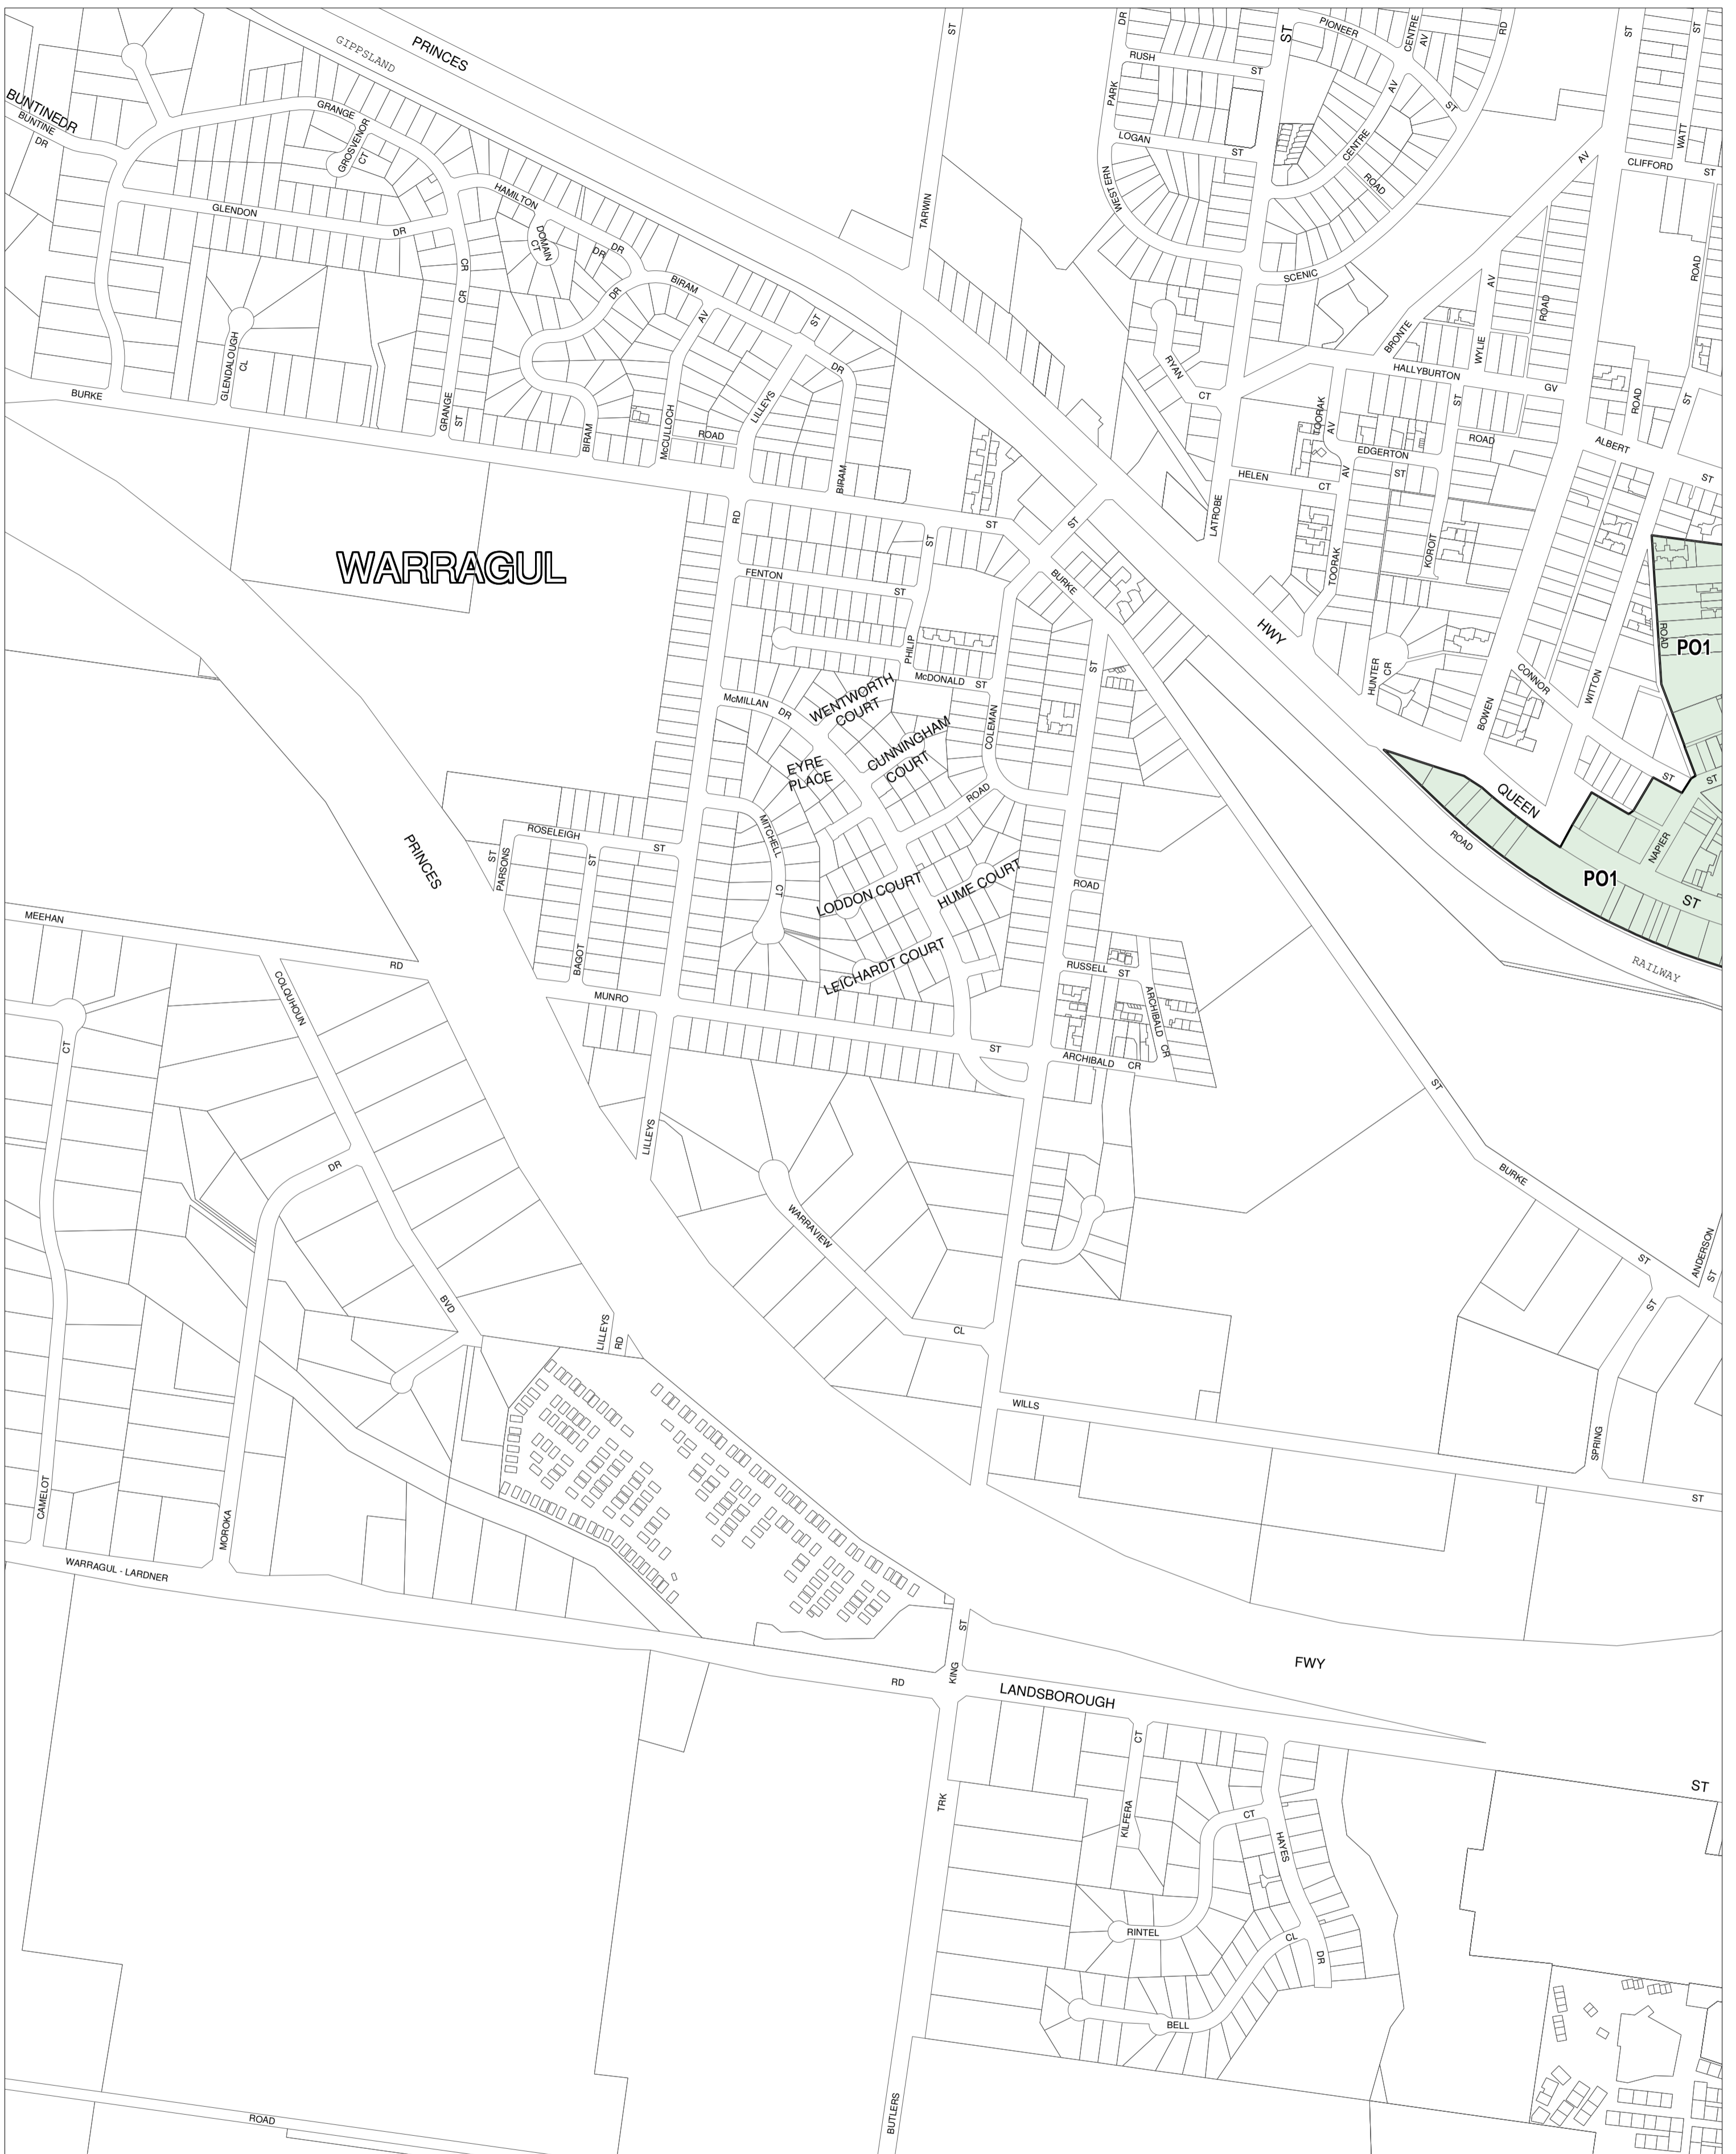 PRINCES
GIPPSLAND
ST
DR
RUSH
ST
PARK
ST
PIONEER
CENTRE
AV
RD
ST
ST
BUNTINEDR
BUNTINE
DR
GRANGE
GROSVENOR
CT
LOGAN
ST
AV
ST
CENTRE
ROAD
WATT
AV
CLIFFORD
ST
HAMILTON
GLENDON
DR
DOMAIN
CT
DR
DR
TARWIN
WESTERN
CR
CR
DR
BIRAM
AV
ST
SCENIC
AV
ROAD
ROAD
GLENDALOUGH
CL
BRONTE
WYLIE
BURKE
DR
RYAN
CT
HALLYBURTON
GV
GRANGE
ST
BIRAM
McCULLOCH
ROAD
LILLEYS
BIRAM
TOORAK
AV
ST
ROAD
ST
ALBERT
ROAD
EDGERTON
ST
HELEN
CT
AV
ST
LATROBE
RD
ST
ST
ST
WARRAGUL
FENTON
ST
BURKE
TOORAK
KOROIT
PHILIP
ST
HWY
ROAD
PO1
McDONALD
ST
McMILLAN
DR
WENTWORTH
COURT
HUNTER
CR
CONNOR
WITTON
BOWEN
CUNNINGHAM
COURT
COLEMAN
EYRE
PLACE
ST
ST
QUEEN
ROAD
ROSELEIGH
ST
MITCHELL
CT
ROAD
ROAD
NAPIER
PRINCES
ST
PARSONS
ST
LODDON COURT
HUME COURT
ROAD
PO1
ST
MEEHAN
RD
COLQUHOUN
BAGOT
LEICHARDT COURT
RUSSELL
ST
RAILWAY
MUNRO
ARCHIBALD
CR
CT
ST
ARCHIBALD
CR
ST
LILLEYS
DR
BURKE
WARRAVIEW
ST
ANDERSON
ST
BVD
LILLEYS
RD
CL
ST
WILLS
SPRING
ST
CAMELOT
MOROKA
WARRAGUL - LARDNER
ST
KING
RD
FWY
LANDSBOROUGH
CT
ST
TRK
KILFERA
CT
HAYES
RINTEL
CL
DR
BELL
BUTLERS
ROAD